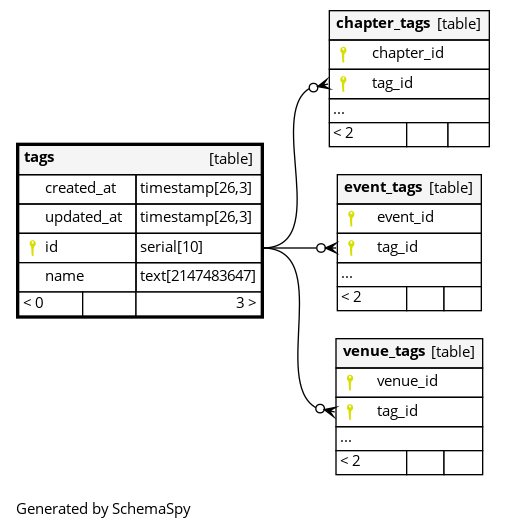 chapter_tags [table]
chapter_id
tag_id
...
< 2
tags [table]
created_at timestamp[26,3]
updated_at timestamp[26,3]
id serial[10]
name text[2147483647]
< 0 3 >
event_tags [table]
event_id
tag_id
...
< 2
venue_tags [table]
venue_id
tag_id
...
< 2
Generated by SchemaSpy